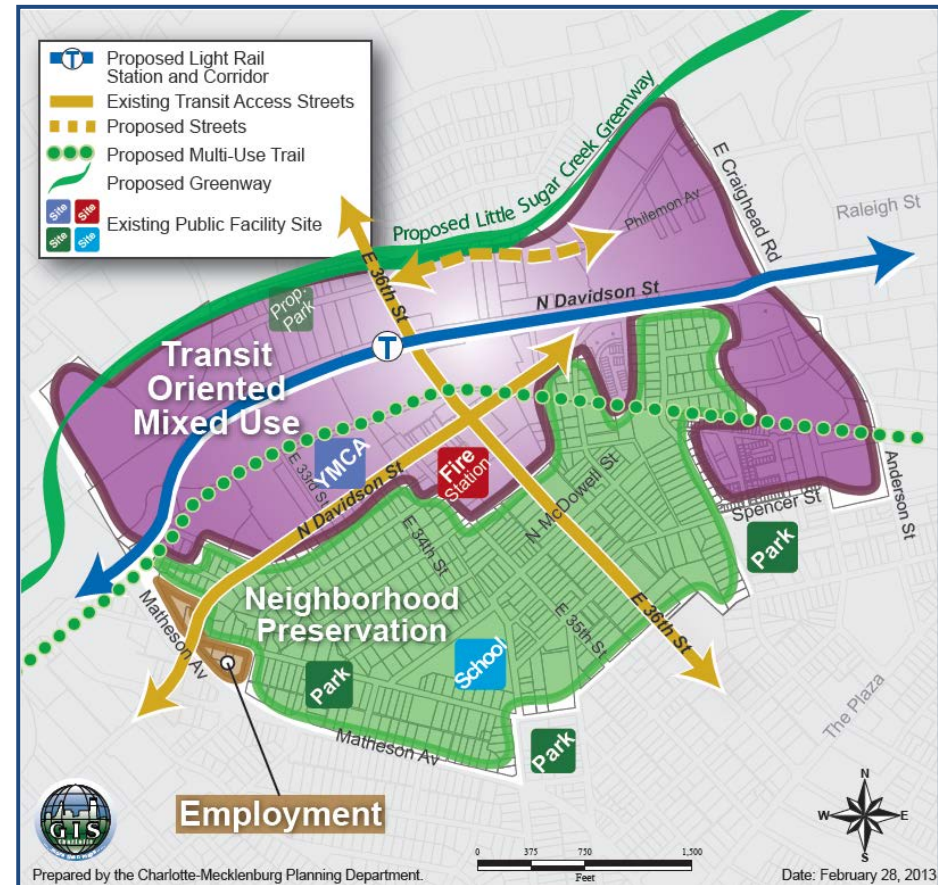 T
Proposed Light Rail
Station and Corridor
Existing Transit Access Streets
Proposed Streets
Proposed Multi-Use Trail
Proposed Greenway
Site Site
Site Site
Existing Public Facility Site
Proposed Little Sugar Creek Greenway
E Craighead Rd
Philemon Av
Raleigh St
E 36th St
Prop.
Park
N Davidson St
T
Transit
Oriented
Mixed Use
YMCA
E 33rd St
N Davidson St
Fire
Station
N McDowell St
Spencer St
Anderson St
Park
E 34th St
Neighborhood
Preservation
E 35th St
E 36th St
Matheson Av
School
Park
The Plaza
Matheson Av
Park
Employment
GIS
Charlotte
N
W E
S
0 375 750 1,500
Feet
Prepared by the Charlotte-Mecklenburg Planning Department.
Date: February 28, 2013